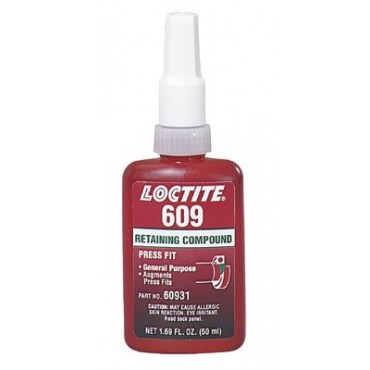 LOCTITE®
609
RETAINING COMPOUND
PRESS FIT
• General Purpose
• Augments
Press Fits
PART NO. 60931
CAUTION: MAY CAUSE ALLERGIC
SKIN REACTION, EYE IRRITANT.
Read back panel.
NET 1.69 FL. OZ. (50 ml)